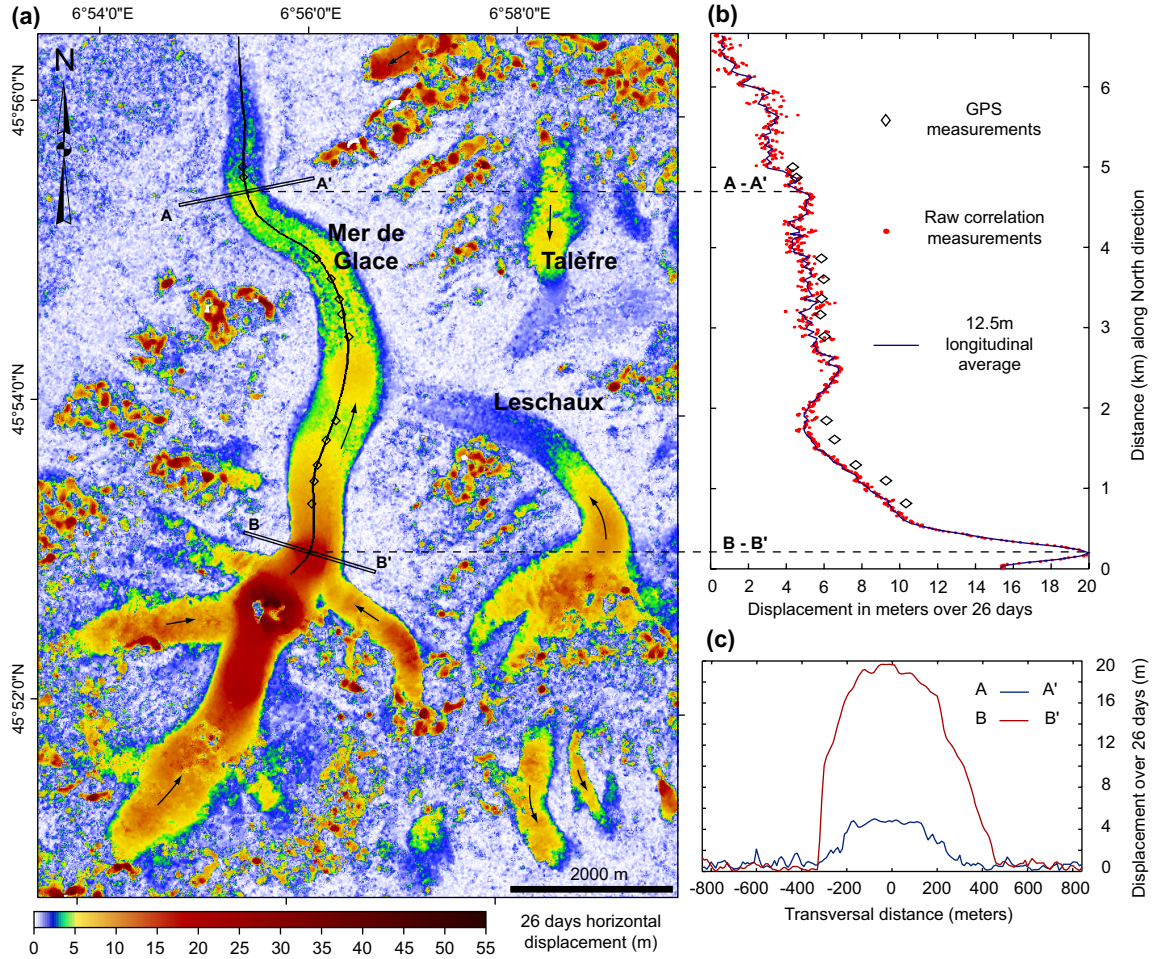 (a)
6°54'0"E
6°56'0"E
6°58'0"E
N
45°56'0"N
45°54'0"N
45°52'0"N
A
A'
Mer de
Glace
Talèfre
Leschaux
B
B'
2000 m
0 5 10 15 20 25 30 35 40 45 50 55
26 days horizontal
displacement (m)
(b)
GPS
measurements
A - A'
Raw correlation
measurements
12.5m
longitudinal
average
B - B'
6
5
4
3
2
1
0
Distance (km) along North direction
0 2 4 6 8 10 12 14 16 18 20
Displacement in meters over 26 days
(c)
A A'
B B'
20
16
12
8
4
0
Displacement over 26 days (m)
-800 -600 -400 -200 0 200 400 600 800
Transversal distance (meters)